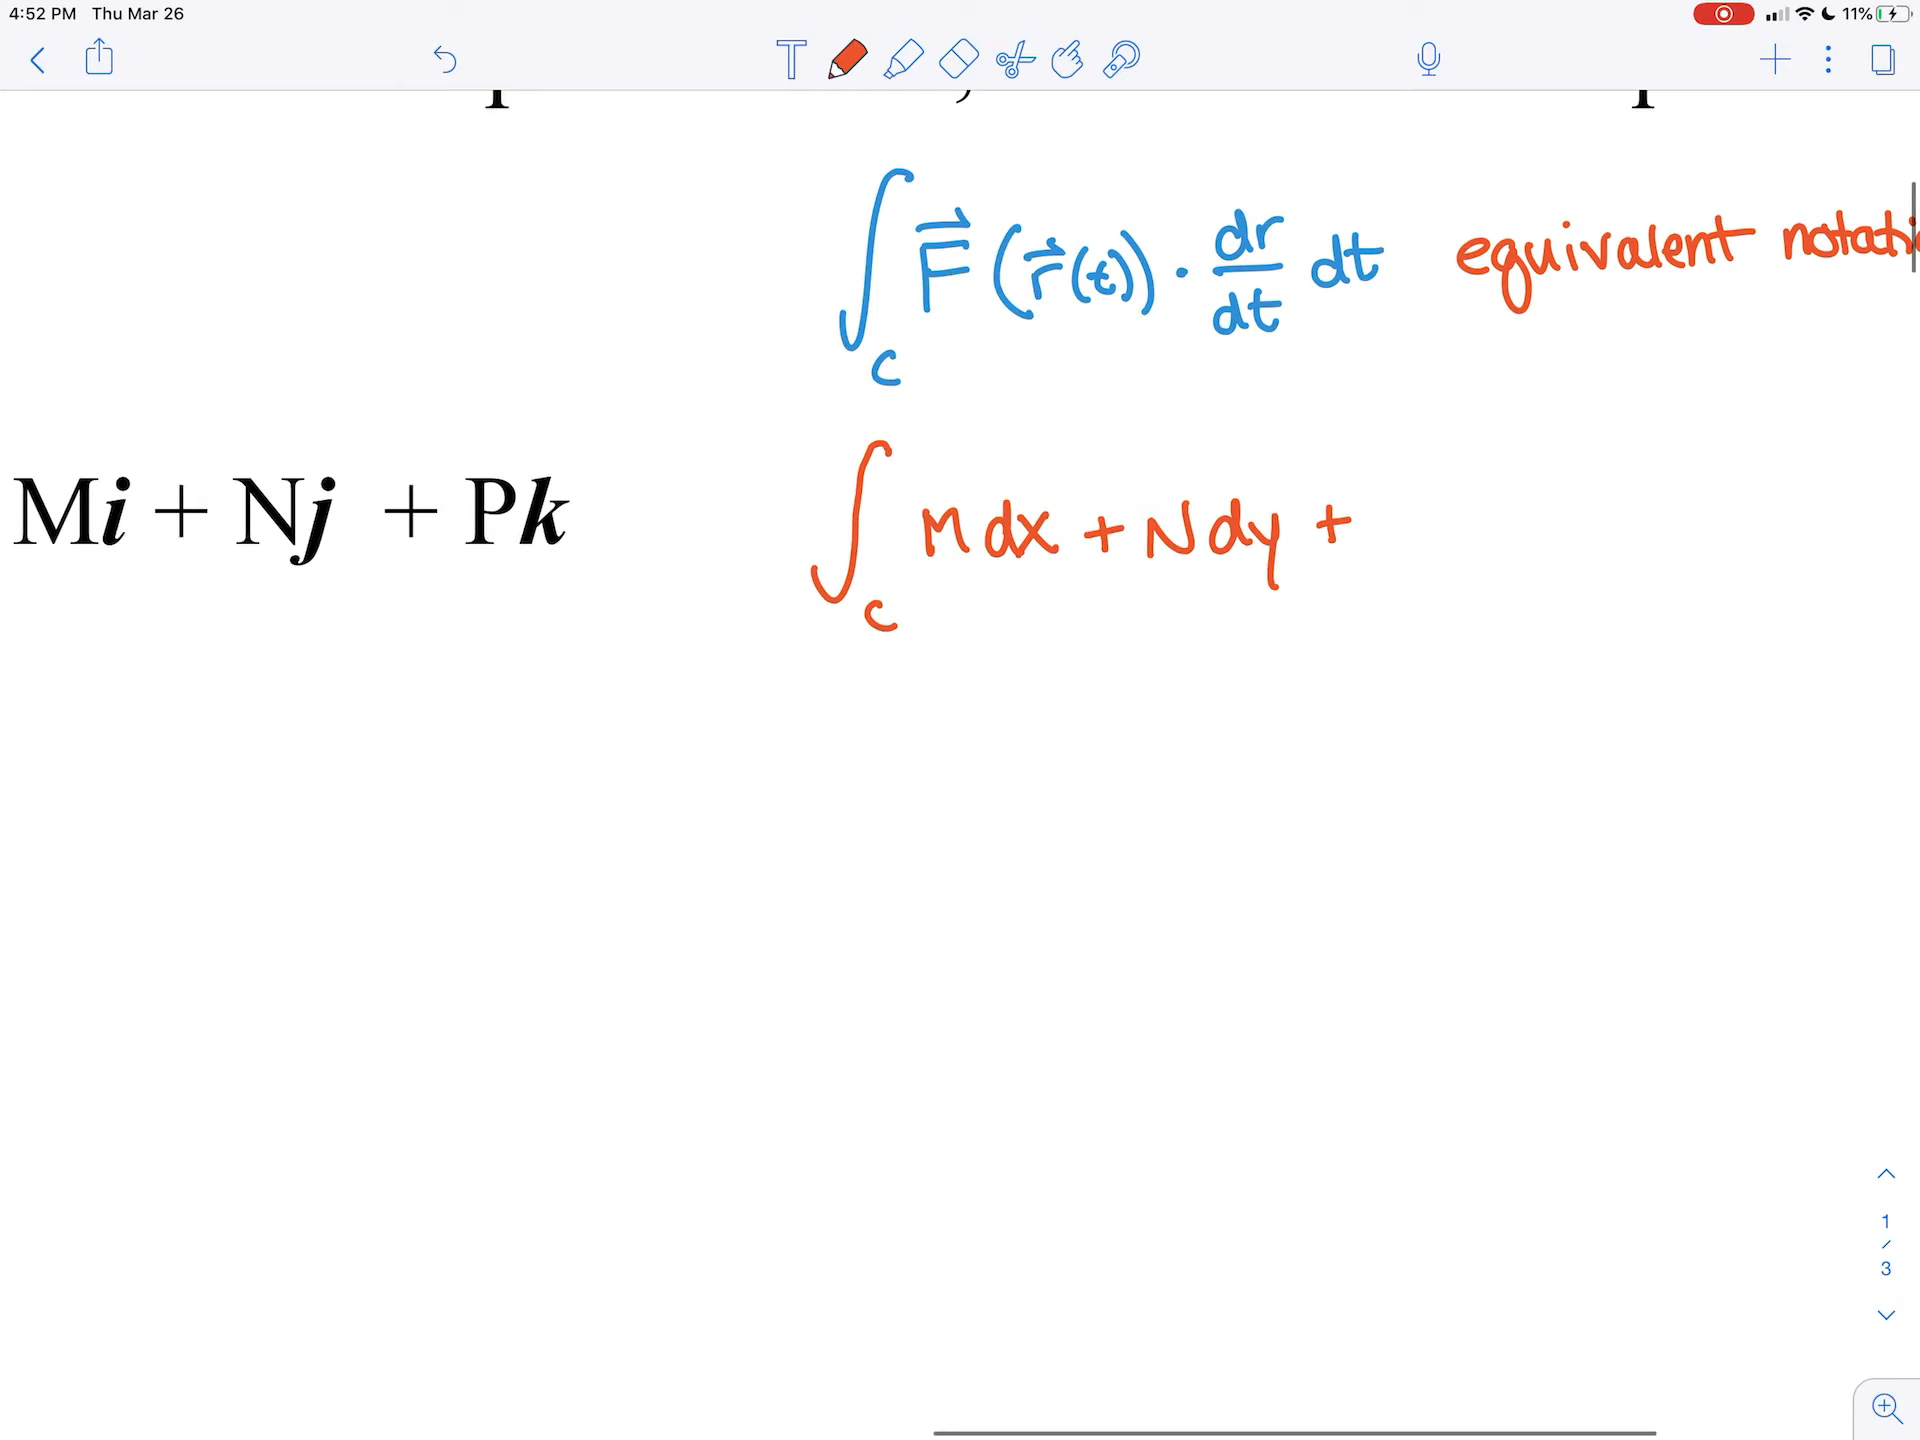 4:52 PM Thu Mar 26 11%
∫_C F⃗ (r⃗(t)) · dr/dt dt equivalent
Mi + Nj + Pk ∫_C M dx + N dy +
1
/
3